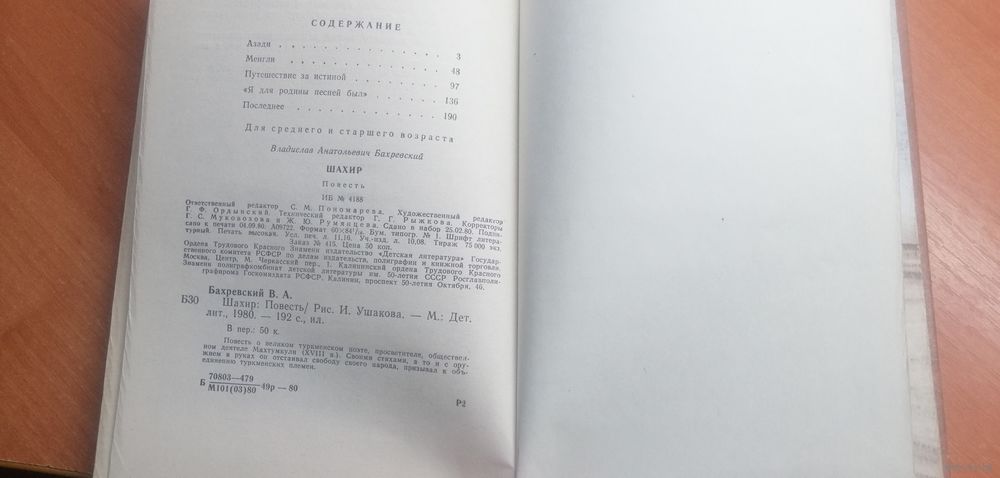 СОДЕРЖАНИЕ
Азади . . . . . . . . . . . . . . 3
Менгли . . . . . . . . . . . . . 48
Путешествие за истиной . . . . . . . . 97
«Я для родины песней был» . . . . . . 136
Последнее . . . . . . . . . . . . 190
Для среднего и старшего возраста
Владислав Анатольевич Бахревский
ШАХИР
Повесть
ИБ № 4188
Ответственный редактор С. М. Пономарева. Художественный редактор
Г. Ф. Ордынский. Технический редактор Г. Г. Рыжкова. Корректоры
Г. С. Муковозова и Ж. Ю. Румянцева. Сдано в набор 25.02.80. Подпи-
сано к печати 04.09.80. А09722. Формат 60×84¹/₁₆. Бум. типогр. № 1. Шрифт литера-
турный. Печать высокая. Усл. печ. л. 11,16. Уч.-изд. л. 10,08. Тираж 75 000 экз.
Заказ № 415. Цена 50 коп.
Ордена Трудового Красного Знамени издательство «Детская литература» Государ-
ственного комитета РСФСР по делам издательств, полиграфии и книжной торговли.
Москва, Центр, М. Черкасский пер., 1. Калининский ордена Трудового Красного
Знамени полиграфкомбинат детской литературы им. 50-летия СССР Росглавполи-
графпрома Госкомиздата РСФСР. Калинин, проспект 50-летия Октября, 46.
Бахревский В. А.
Б30 Шахир: Повесть/ Рис. И. Ушакова. — М.: Дет.
лит., 1980. — 192 с., ил.
В пер.: 50 к.
Повесть о великом туркменском поэте, просветителе, обществен-
ном деятеле Махтумкули (XVIII в.). Своими стихами, а то и с ору-
жием в руках он отстаивал свободу своего народа, призывал к объ-
единению туркменских племен.
Б 70803—479
М101(03)80 49р — 80
Р2